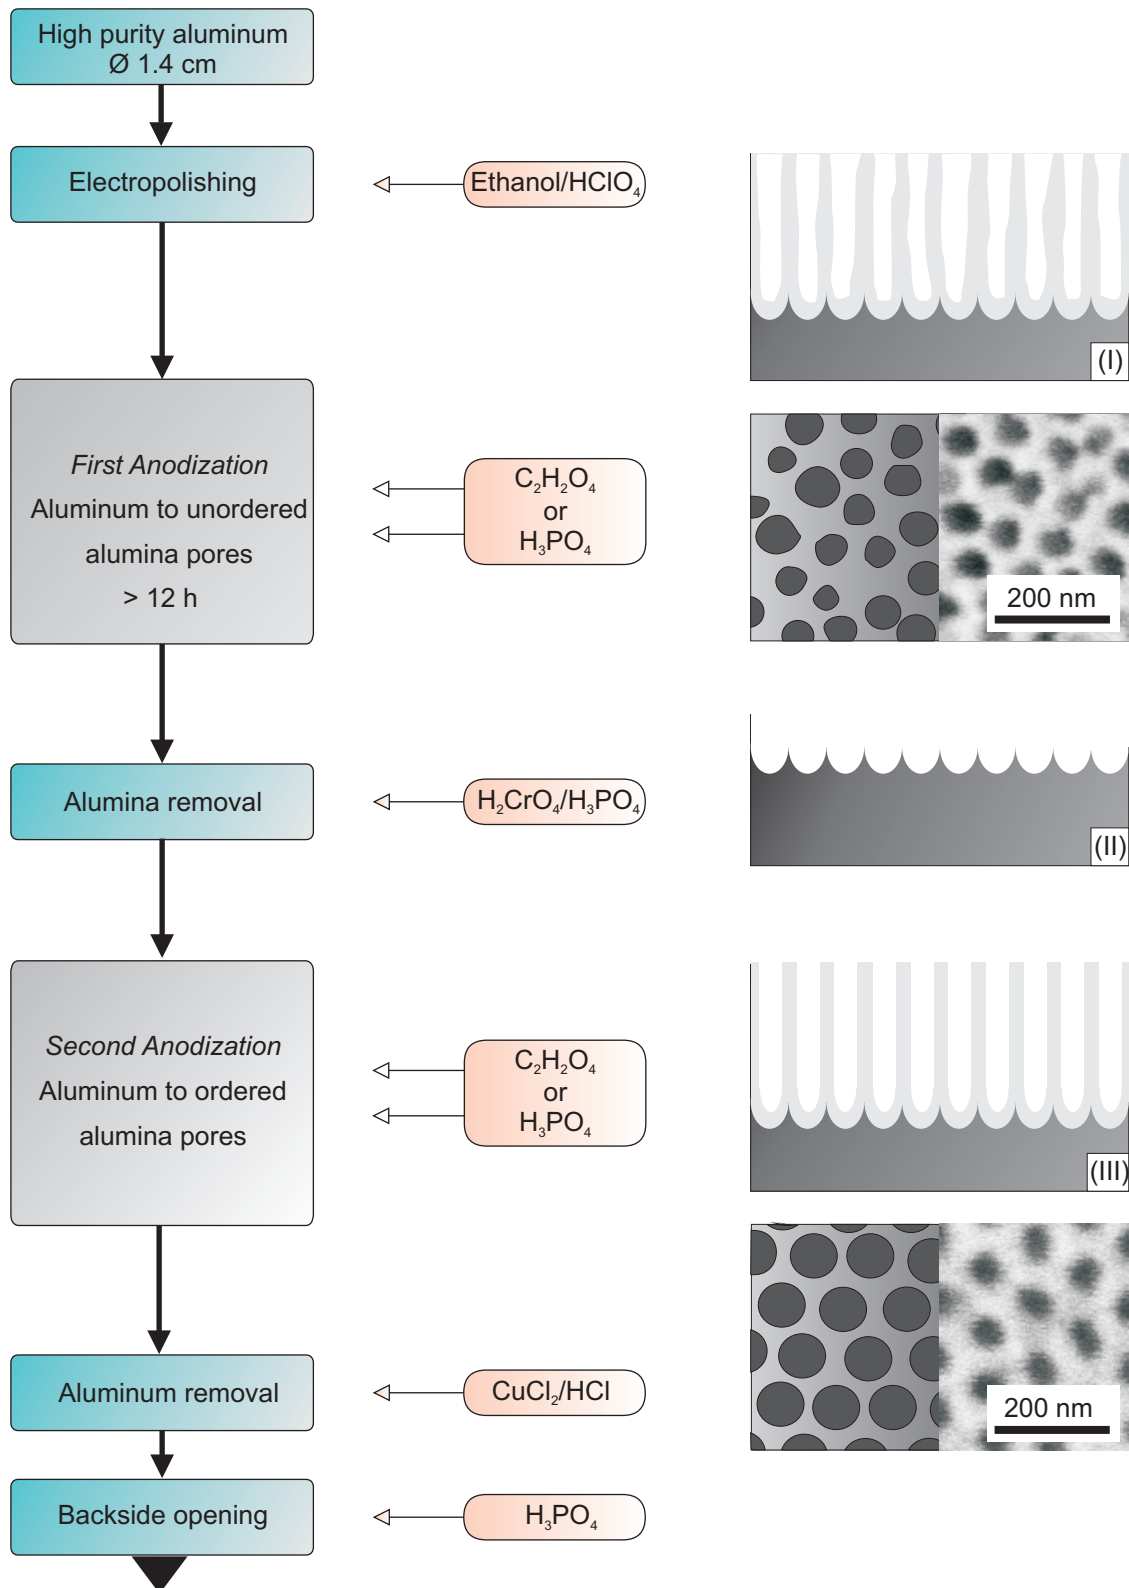 High purity aluminum
Ø 1.4 cm
Electropolishing
Ethanol/HClO₄
(I)
First Anodization
Aluminum to unordered
alumina pores
> 12 h
C₂H₂O₄
or
H₃PO₄
200 nm
Alumina removal
H₂CrO₄/H₃PO₄
(II)
Second Anodization
Aluminum to ordered
alumina pores
C₂H₂O₄
or
H₃PO₄
(III)
200 nm
Aluminum removal
CuCl₂/HCl
Backside opening
H₃PO₄